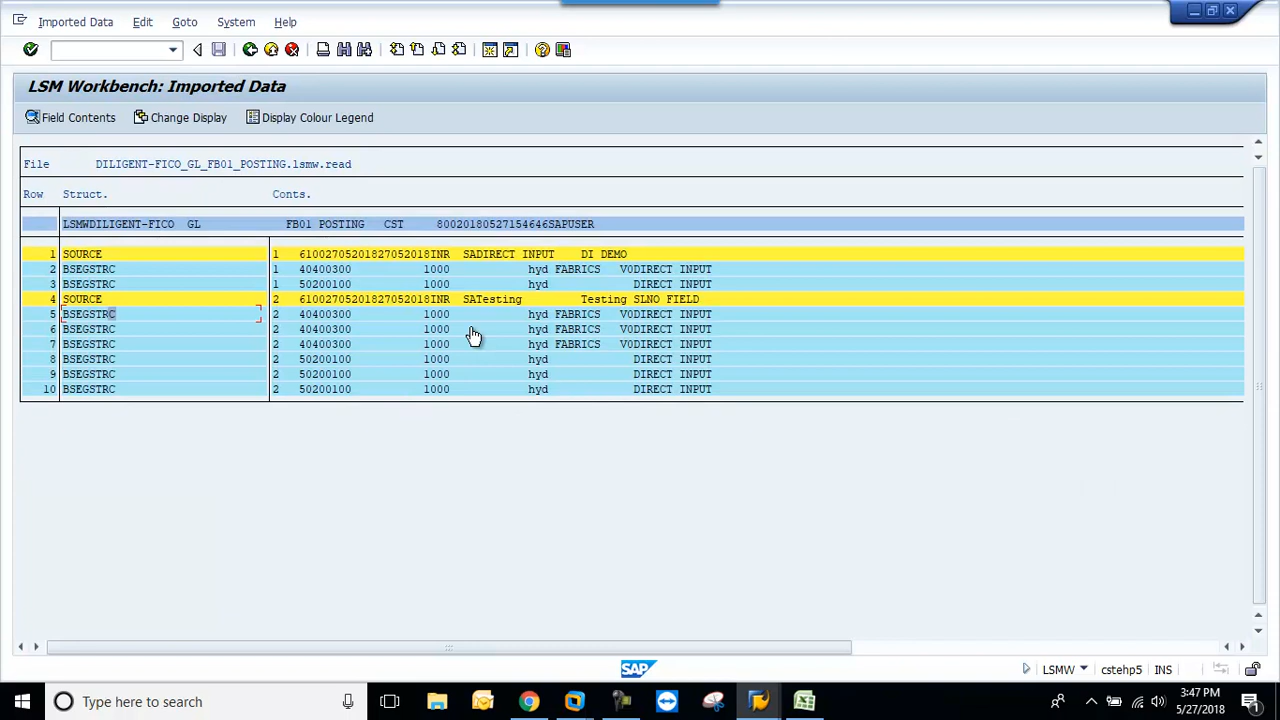 Imported Data Edit Goto System Help
LSM Workbench: Imported Data
Field Contents Change Display Display Colour Legend
File DILIGENT-FICO_GL_FB01_POSTING.lsmw.read
Row Struct. Conts.
LSMWDILIGENT-FICO GL FB01 POSTING CST 80020180527154646SAPUSER
1 SOURCE 1 61002705201827052018INR SADIRECT INPUT DI DEMO
2 BSEGSTRC 1 40400300 1000 hyd FABRICS V0DIRECT INPUT
3 BSEGSTRC 1 50200100 1000 hyd DIRECT INPUT
4 SOURCE 2 61002705201827052018INR SATesting Testing SLNO FIELD
5 BSEGSTRC 2 40400300 1000 hyd FABRICS V0DIRECT INPUT
6 BSEGSTRC 2 40400300 1000 hyd FABRICS V0DIRECT INPUT
7 BSEGSTRC 2 40400300 1000 hyd FABRICS V0DIRECT INPUT
8 BSEGSTRC 2 50200100 1000 hyd DIRECT INPUT
9 BSEGSTRC 2 50200100 1000 hyd DIRECT INPUT
10 BSEGSTRC 2 50200100 1000 hyd DIRECT INPUT
SAP LSMW cstehp5 INS
Type here to search 3:47 PM
5/27/2018